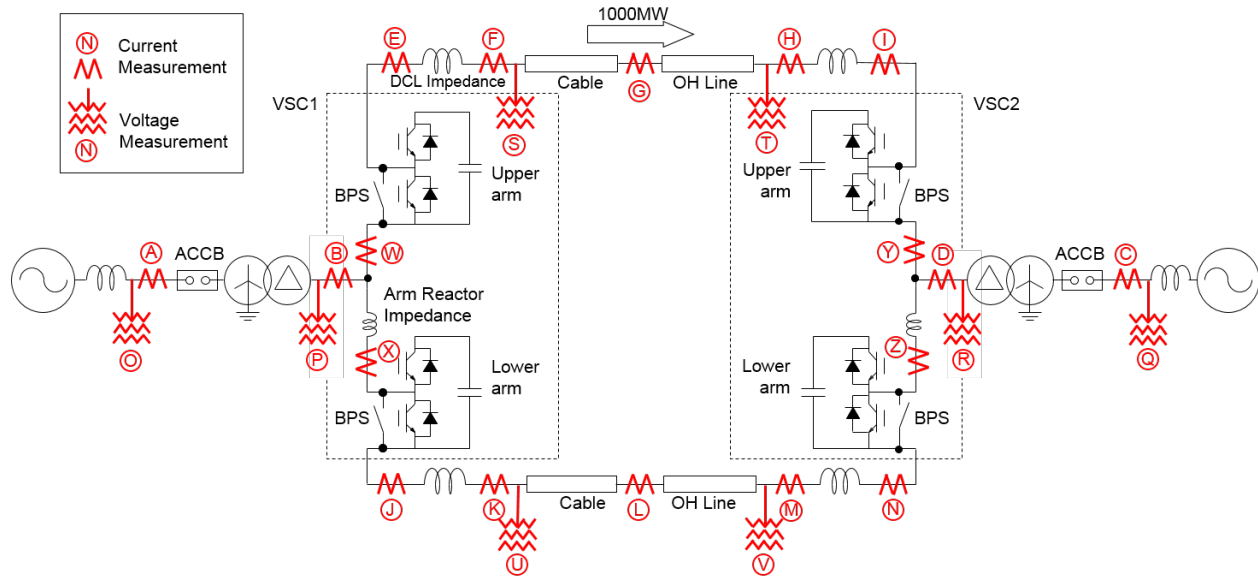 N
Current
Measurement
Voltage
Measurement
N
1000MW
E
F
H
I
DCL Impedance
Cable
G
OH Line
VSC1
S
T
VSC2
BPS
Upper
arm
Upper
arm
BPS
A
ACCB
B
W
Y
D
ACCB
C
Arm Reactor
Impedance
O
P
X
Z
R
Q
Lower
arm
Lower
arm
BPS
BPS
J
K
Cable
L
OH Line
M
N
U
V